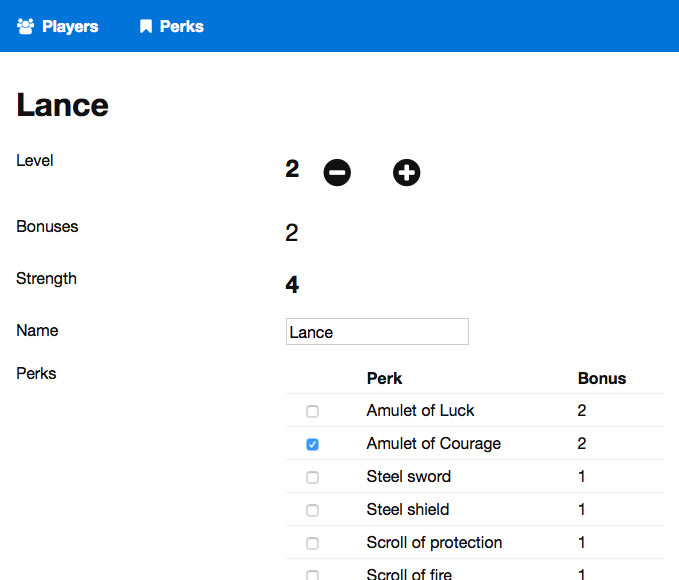 Players Perks
Lance
Level 2
Bonuses 2
Strength 4
Name Lance
Perks Perk Bonus
Amulet of Luck 2
Amulet of Courage 2
Steel sword 1
Steel shield 1
Scroll of protection 1
Scroll of fire 1